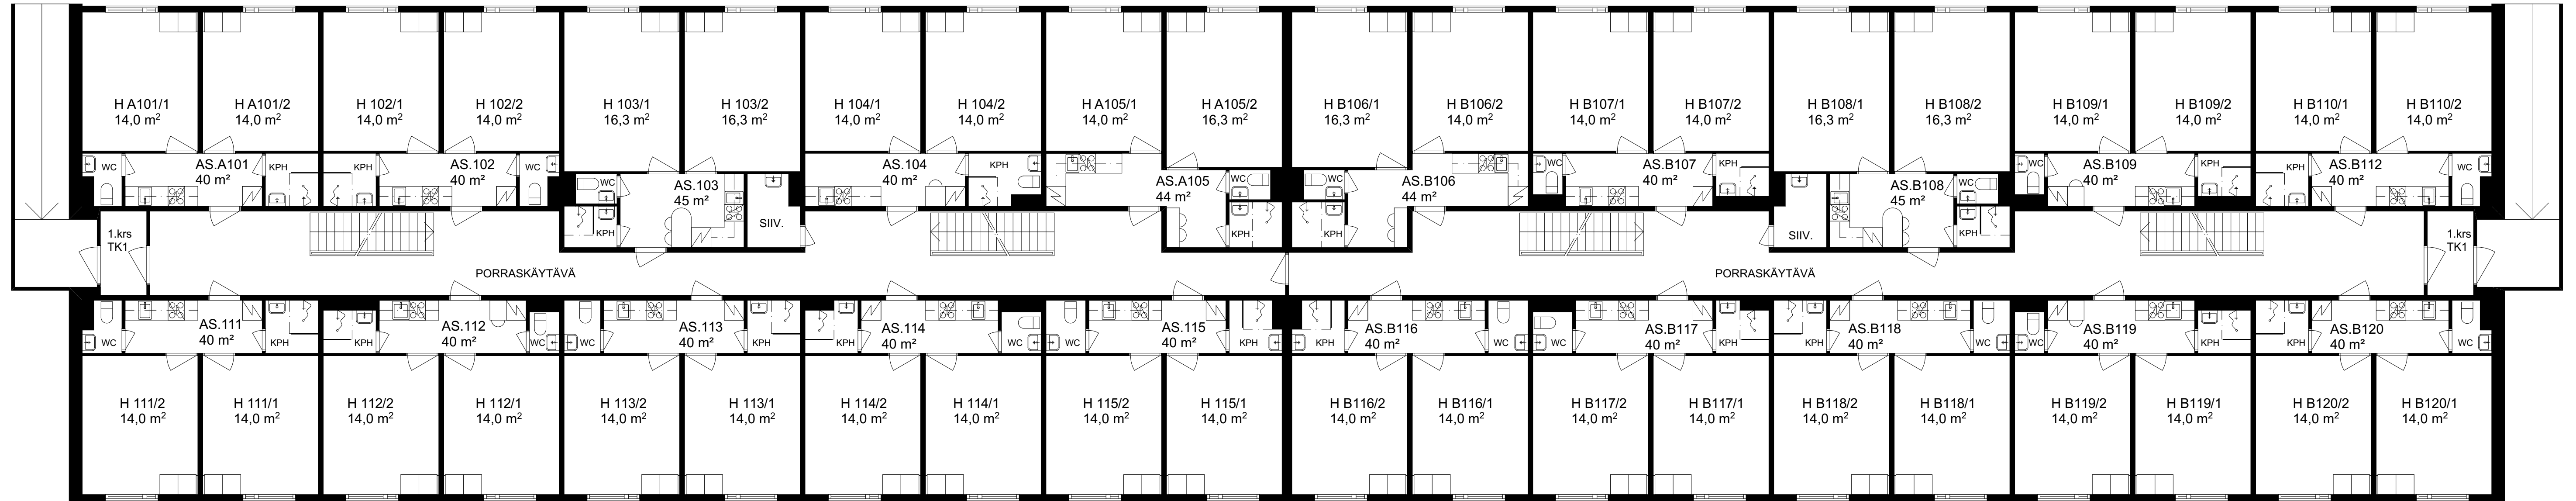 H A101/1
14,0 m²
H A101/2
14,0 m²
H 102/1
14,0 m²
H 102/2
14,0 m²
H 103/1
16,3 m²
H 103/2
16,3 m²
H 104/1
14,0 m²
H 104/2
14,0 m²
H A105/1
14,0 m²
H A105/2
16,3 m²
H B106/1
16,3 m²
H B106/2
14,0 m²
H B107/1
14,0 m²
H B107/2
14,0 m²
H B108/1
16,3 m²
H B108/2
16,3 m²
H B109/1
14,0 m²
H B109/2
14,0 m²
H B110/1
14,0 m²
H B110/2
14,0 m²
WC
AS.A101
40 m²
KPH
KPH
AS.102
40 m²
WC
WC
KPH
AS.103
45 m²
SIIV.
AS.104
40 m²
KPH
AS.A105
44 m²
WC
KPH
WC
KPH
AS.B106
44 m²
WC
AS.B107
40 m²
KPH
SIIV.
AS.B108
45 m²
WC
KPH
WC
AS.B109
40 m²
KPH
KPH
AS.B112
40 m²
WC
1.krs
TK1
PORRASKÄYTÄVÄ
PORRASKÄYTÄVÄ
1.krs
TK1
WC
AS.111
40 m²
KPH
KPH
AS.112
40 m²
WC
WC
AS.113
40 m²
KPH
KPH
AS.114
40 m²
WC
WC
AS.115
40 m²
KPH
KPH
AS.B116
40 m²
WC
WC
AS.B117
40 m²
KPH
KPH
AS.B118
40 m²
WC
WC
AS.B119
40 m²
KPH
KPH
AS.B120
40 m²
WC
H 111/2
14,0 m²
H 111/1
14,0 m²
H 112/2
14,0 m²
H 112/1
14,0 m²
H 113/2
14,0 m²
H 113/1
14,0 m²
H 114/2
14,0 m²
H 114/1
14,0 m²
H 115/2
14,0 m²
H 115/1
14,0 m²
H B116/2
14,0 m²
H B116/1
14,0 m²
H B117/2
14,0 m²
H B117/1
14,0 m²
H B118/2
14,0 m²
H B118/1
14,0 m²
H B119/2
14,0 m²
H B119/1
14,0 m²
H B120/2
14,0 m²
H B120/1
14,0 m²